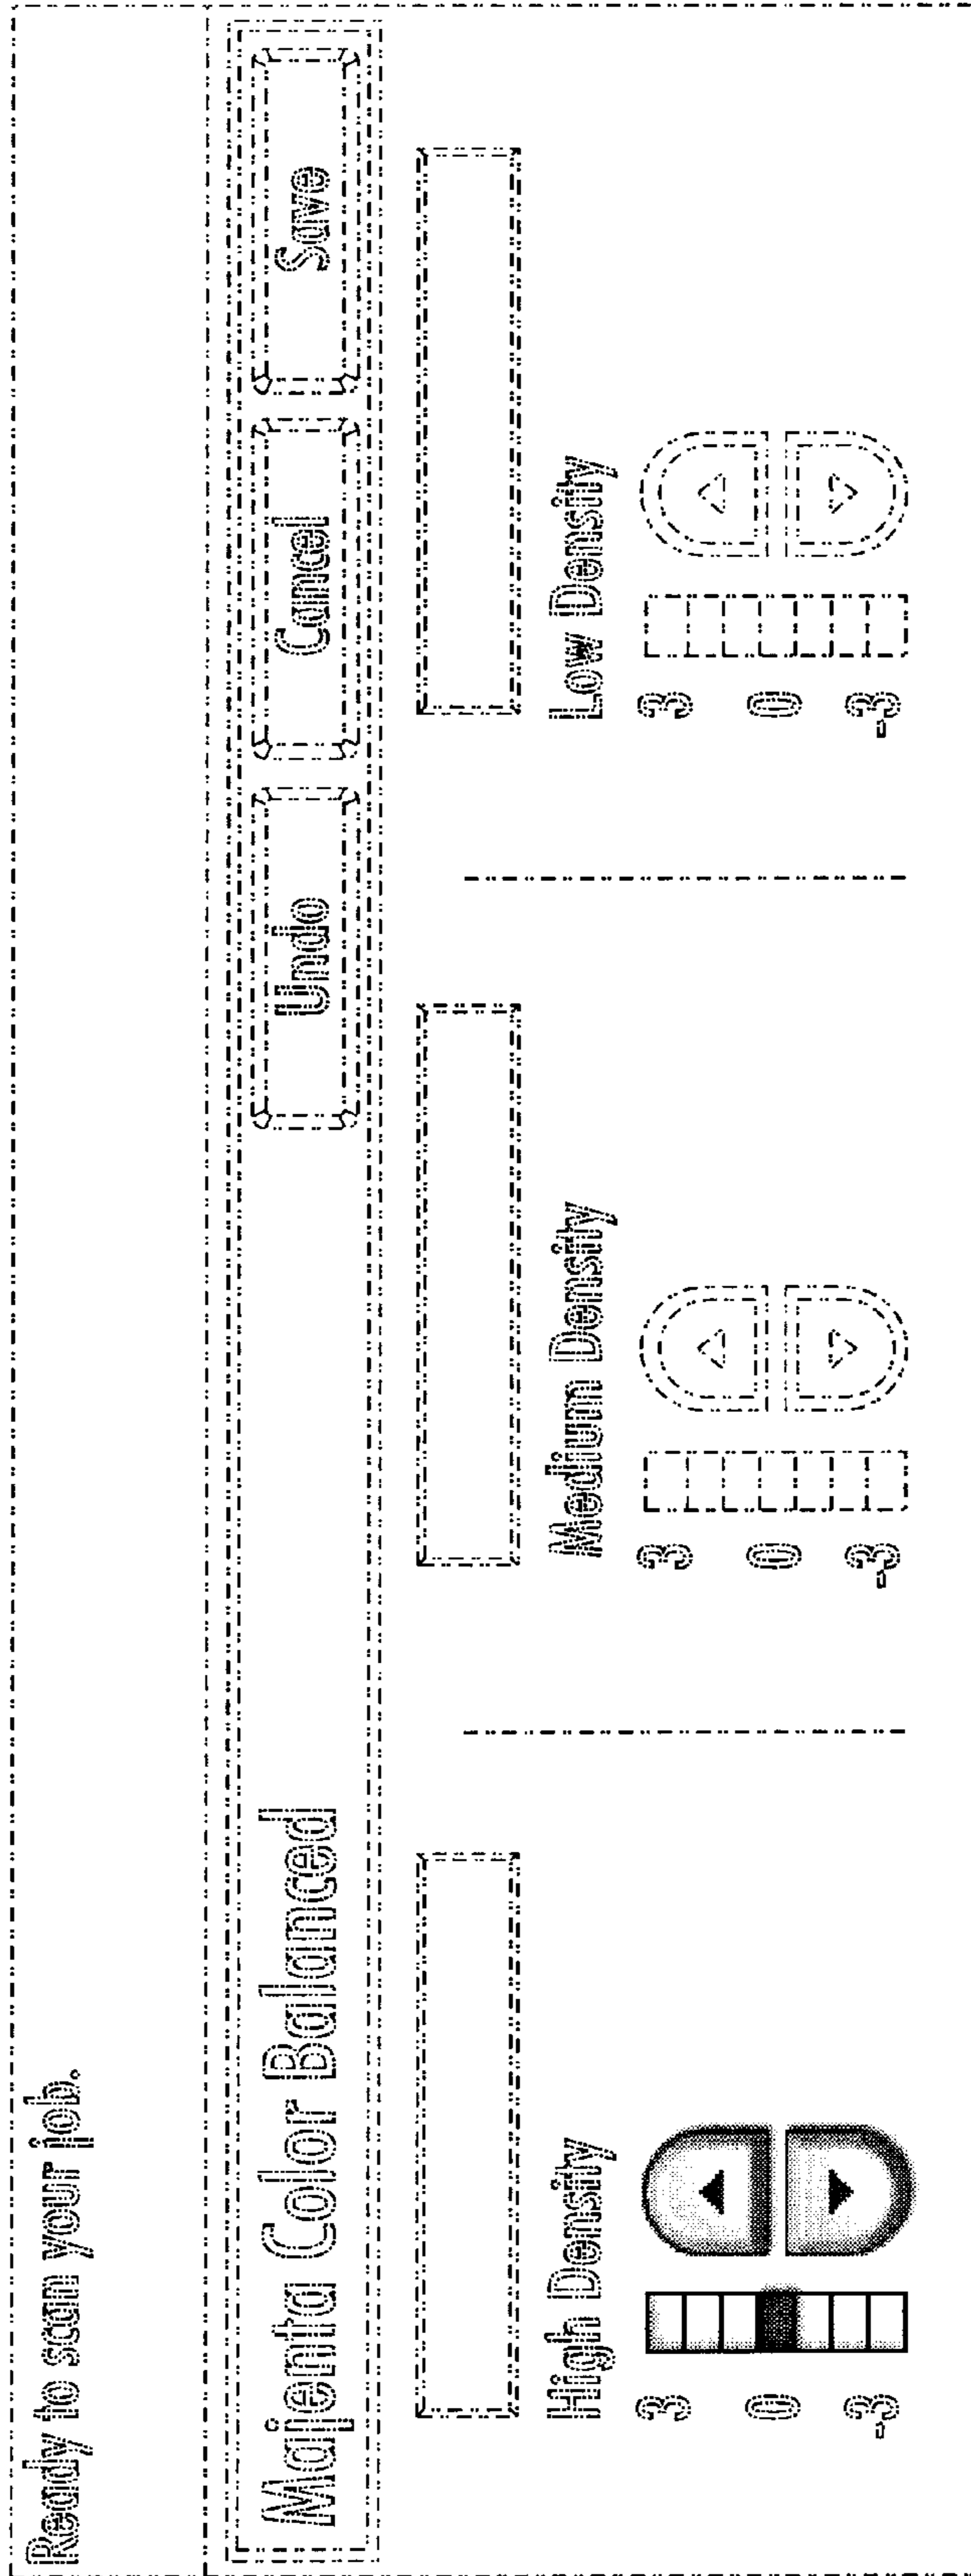 Ready to scan your job.
Majenta Color Balanced Undo Cancel Save
High Density Medium Density Low Density
3 3 3
0 0 0
-3 -3 -3